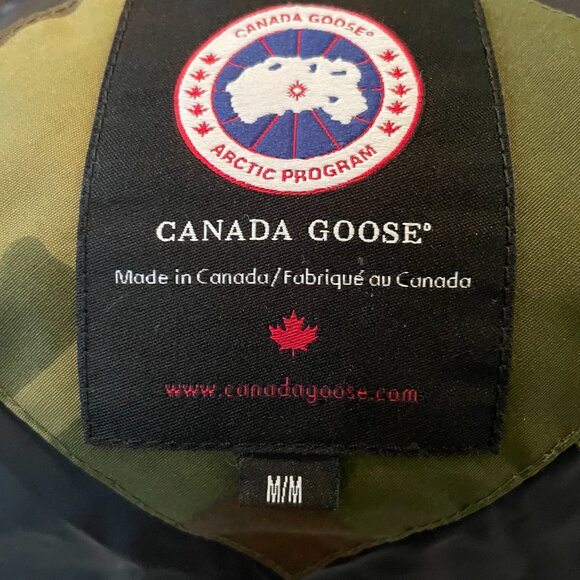 CANADA GOOSE®
ARCTIC PROGRAM
CANADA GOOSE®
Made in Canada/Fabriqué au Canada
www.canadagoose.com
M/M